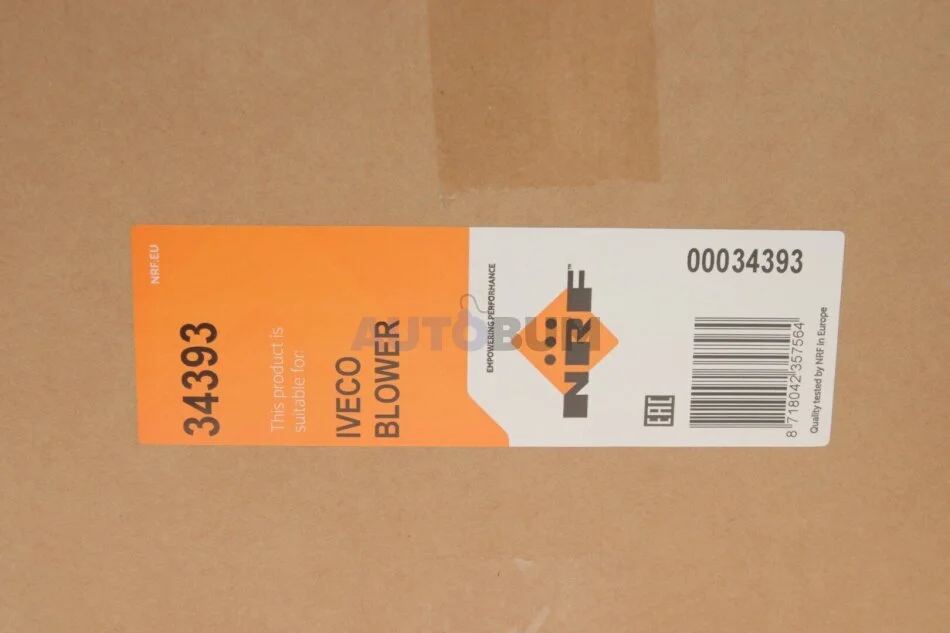 NRF.EU
34393
This product is
suitable for:
IVECO
BLOWER
EMPOWERING PERFORMANCE
NRF™
00034393
EAC
8 718042 357564
Quality tested by NRF in Europe
AUTOBUM